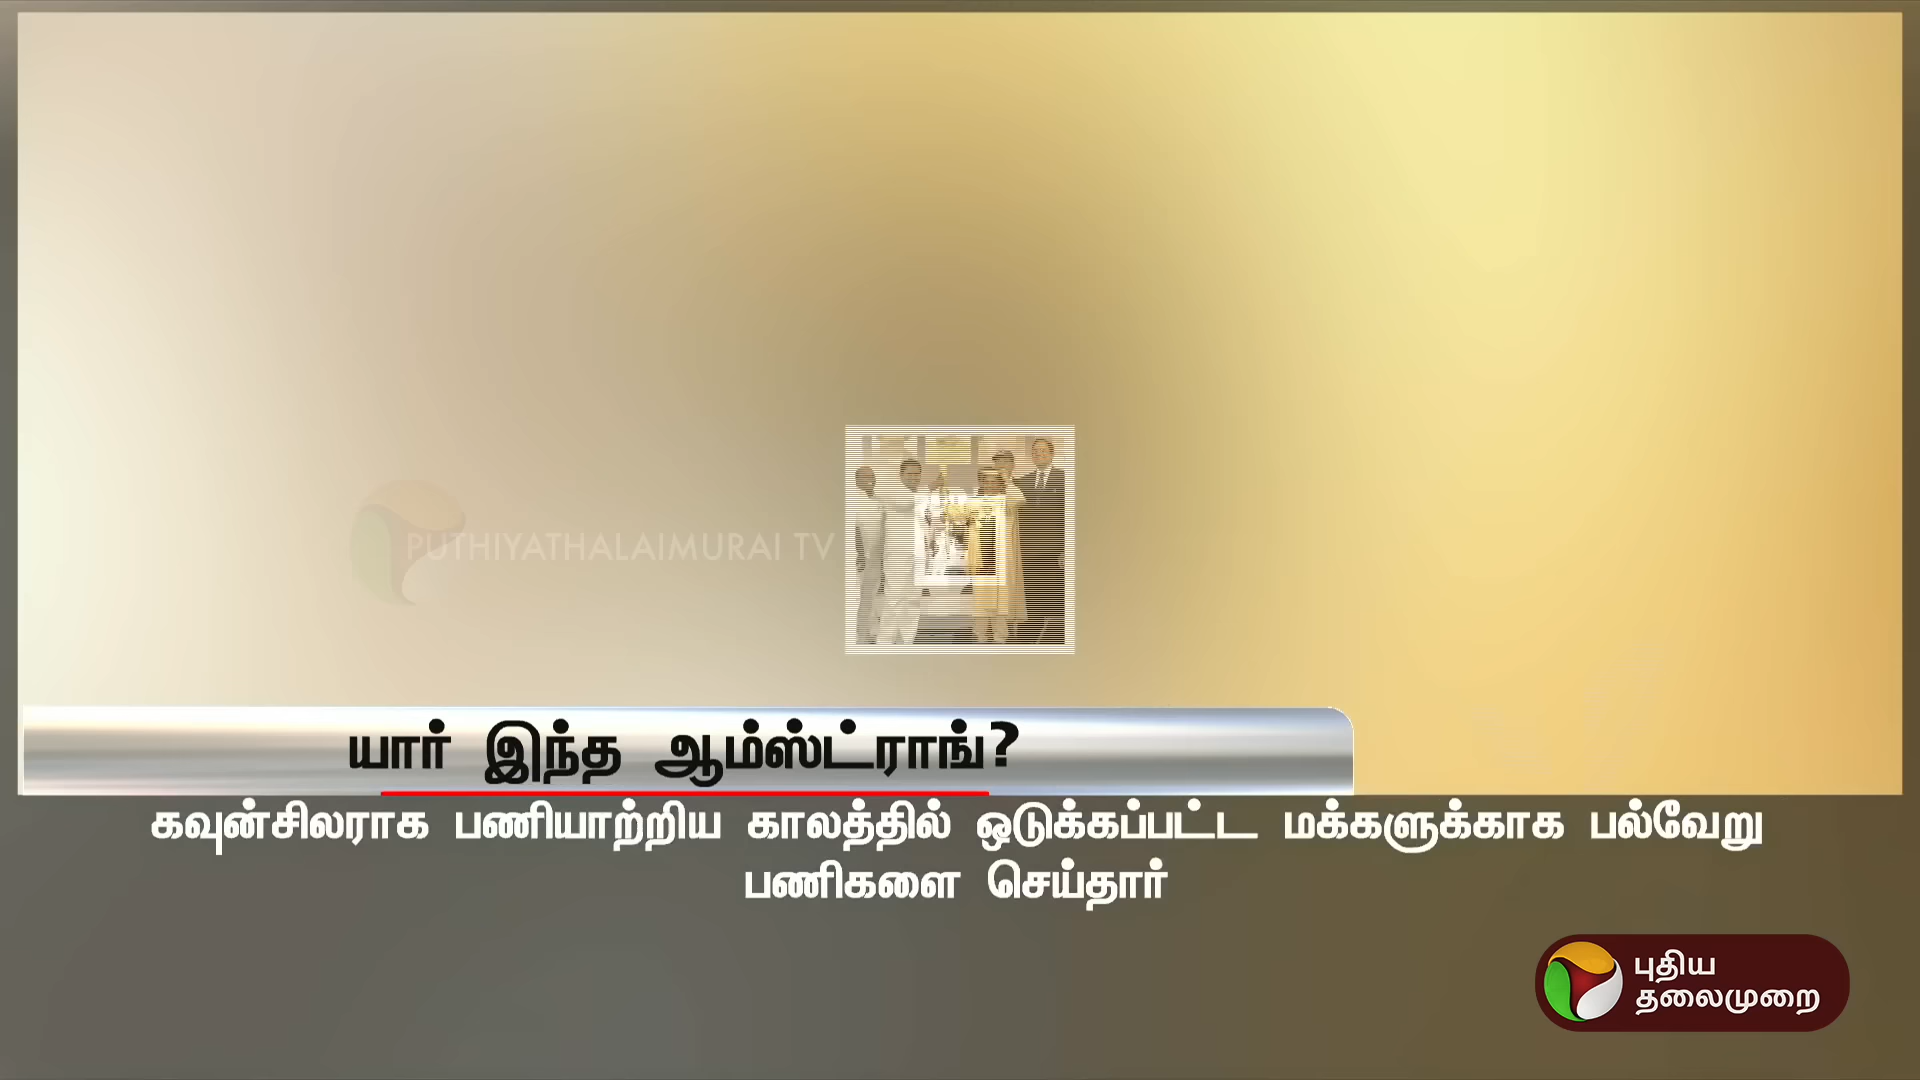 PUTHIYATHALAIMURAI TV
யார் இந்த ஆம்ஸ்ட்ராங்?
கவுன்சிலராக பணியாற்றிய காலத்தில் ஒடுக்கப்பட்ட மக்களுக்காக பல்வேறு
பணிகளை செய்தார்
புதிய
தலைமுறை